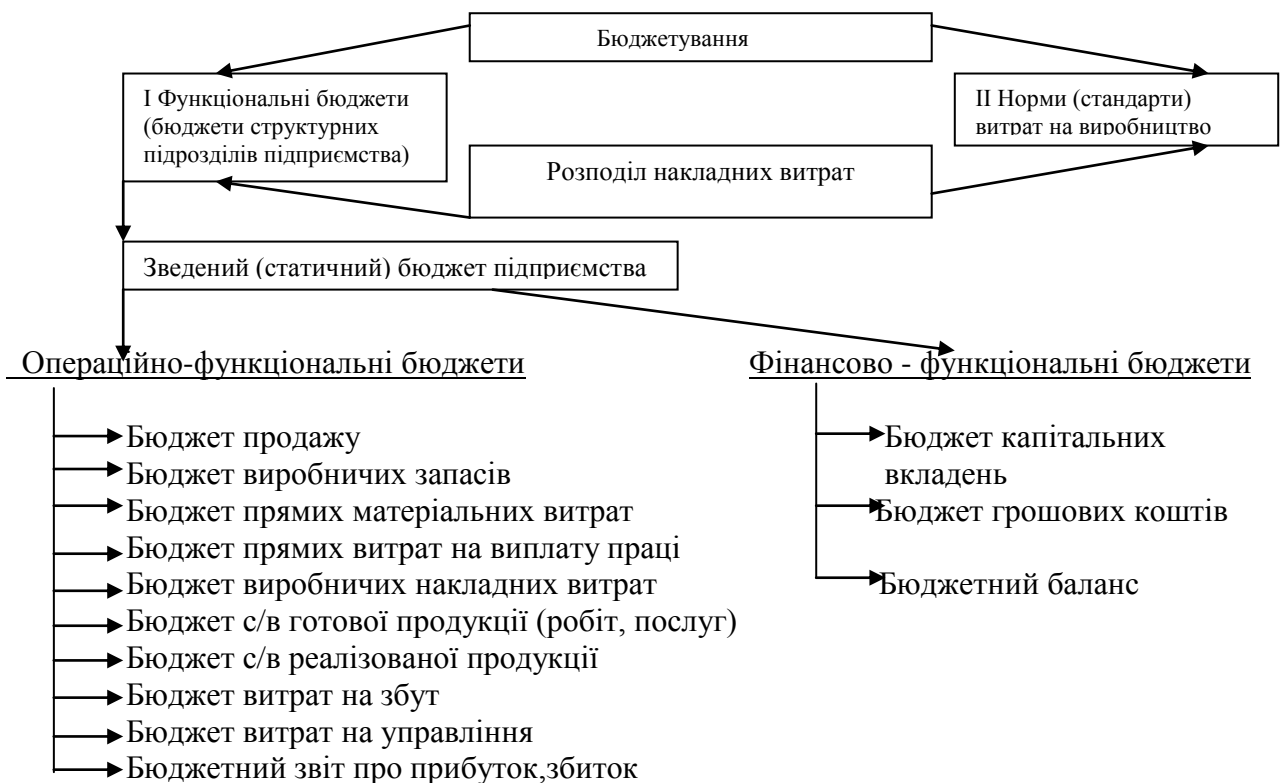 Бюджетування
І Функціональні бюджети
(бюджети структурних
підрозділів підприємства)
ІІ Норми (стандарти)
витрат на виробництво
Розподіл накладних витрат
Зведений (статичний) бюджет підприємства
Операційно-функціональні бюджети
Фінансово - функціональні бюджети
Бюджет продажу
Бюджет виробничих запасів
Бюджет прямих матеріальних витрат
Бюджет прямих витрат на виплату праці
Бюджет виробничих накладних витрат
Бюджет с/в готової продукції (робіт, послуг)
Бюджет с/в реалізованої продукції
Бюджет витрат на збут
Бюджет витрат на управління
Бюджетний звіт про прибуток,збиток
Бюджет капітальних
вкладень
Бюджет грошових коштів
Бюджетний баланс